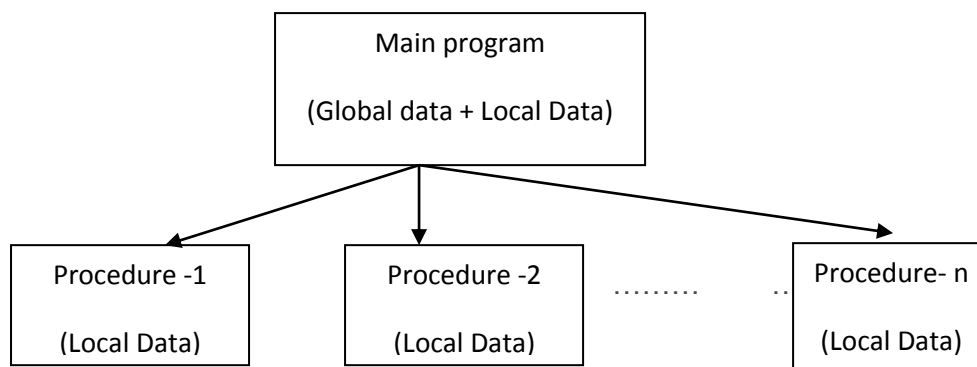 Main program
(Global data + Local Data)
Procedure -1
(Local Data)
Procedure -2
(Local Data)
......... ..
Procedure- n
(Local Data)